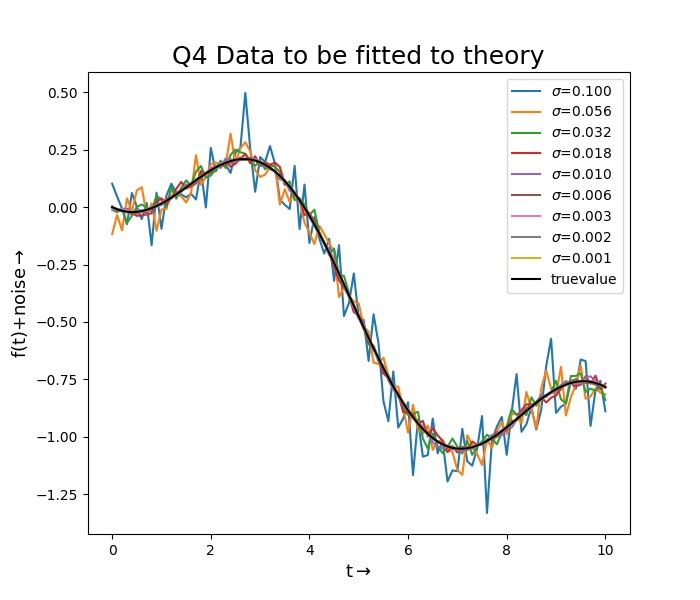 Q4 Data to be fitted to theory
σ=0.100
σ=0.056
σ=0.032
σ=0.018
σ=0.010
σ=0.006
σ=0.003
σ=0.002
σ=0.001
truevalue
f(t)+noise→
0.50
0.25
0.00
−0.25
−0.50
−0.75
−1.00
−1.25
0 2 4 6 8 10
t→